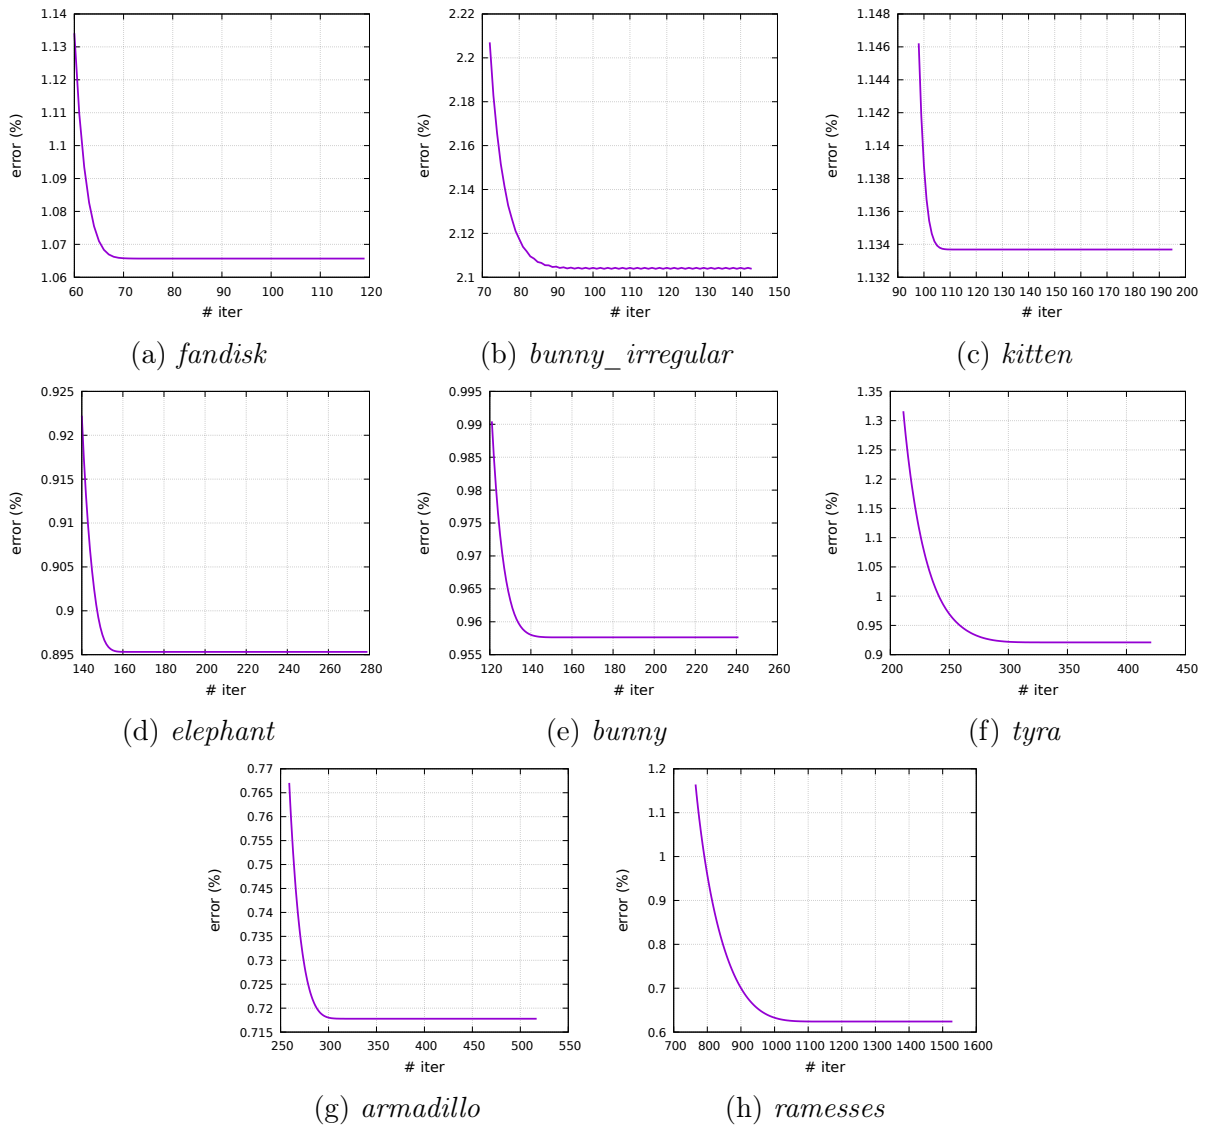 1.14
1.13
1.12
1.11
1.1
1.09
1.08
1.07
1.06
error (%)
60 70 80 90 100 110 120
# iter
(a) fandisk
2.22
2.2
2.18
2.16
2.14
2.12
2.1
error (%)
70 80 90 100 110 120 130 140 150
# iter
(b) bunny_irregular
1.148
1.146
1.144
1.142
1.14
1.138
1.136
1.134
1.132
error (%)
90 100 110 120 130 140 150 160 170 180 190 200
# iter
(c) kitten
0.925
0.92
0.915
0.91
0.905
0.9
0.895
error (%)
140 160 180 200 220 240 260 280
# iter
(d) elephant
0.995
0.99
0.985
0.98
0.975
0.97
0.965
0.96
0.955
error (%)
120 140 160 180 200 220 240 260
# iter
(e) bunny
1.35
1.3
1.25
1.2
1.15
1.1
1.05
1
0.95
0.9
error (%)
200 250 300 350 400 450
# iter
(f) tyra
0.77
0.765
0.76
0.755
0.75
0.745
0.74
0.735
0.73
0.725
0.72
0.715
error (%)
250 300 350 400 450 500 550
# iter
(g) armadillo
1.2
1.1
1
0.9
0.8
0.7
0.6
error (%)
700 800 900 1000 1100 1200 1300 1400 1500 1600
# iter
(h) ramesses